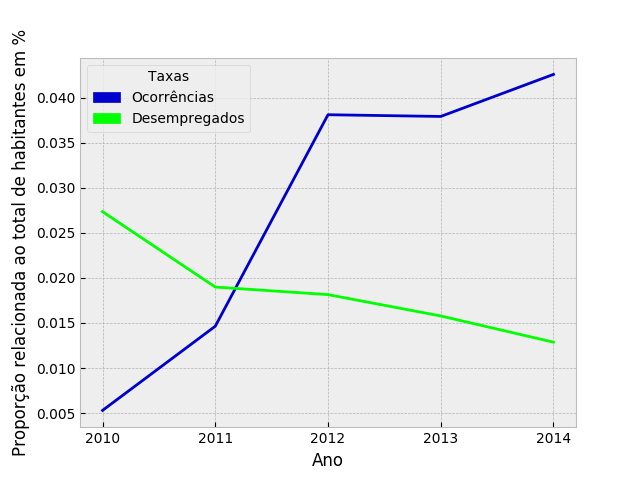 Proporção relacionada ao total de habitantes em %
Taxas
Ocorrências
Desempregados
0.040
0.035
0.030
0.025
0.020
0.015
0.010
0.005
2010 2011 2012 2013 2014
Ano